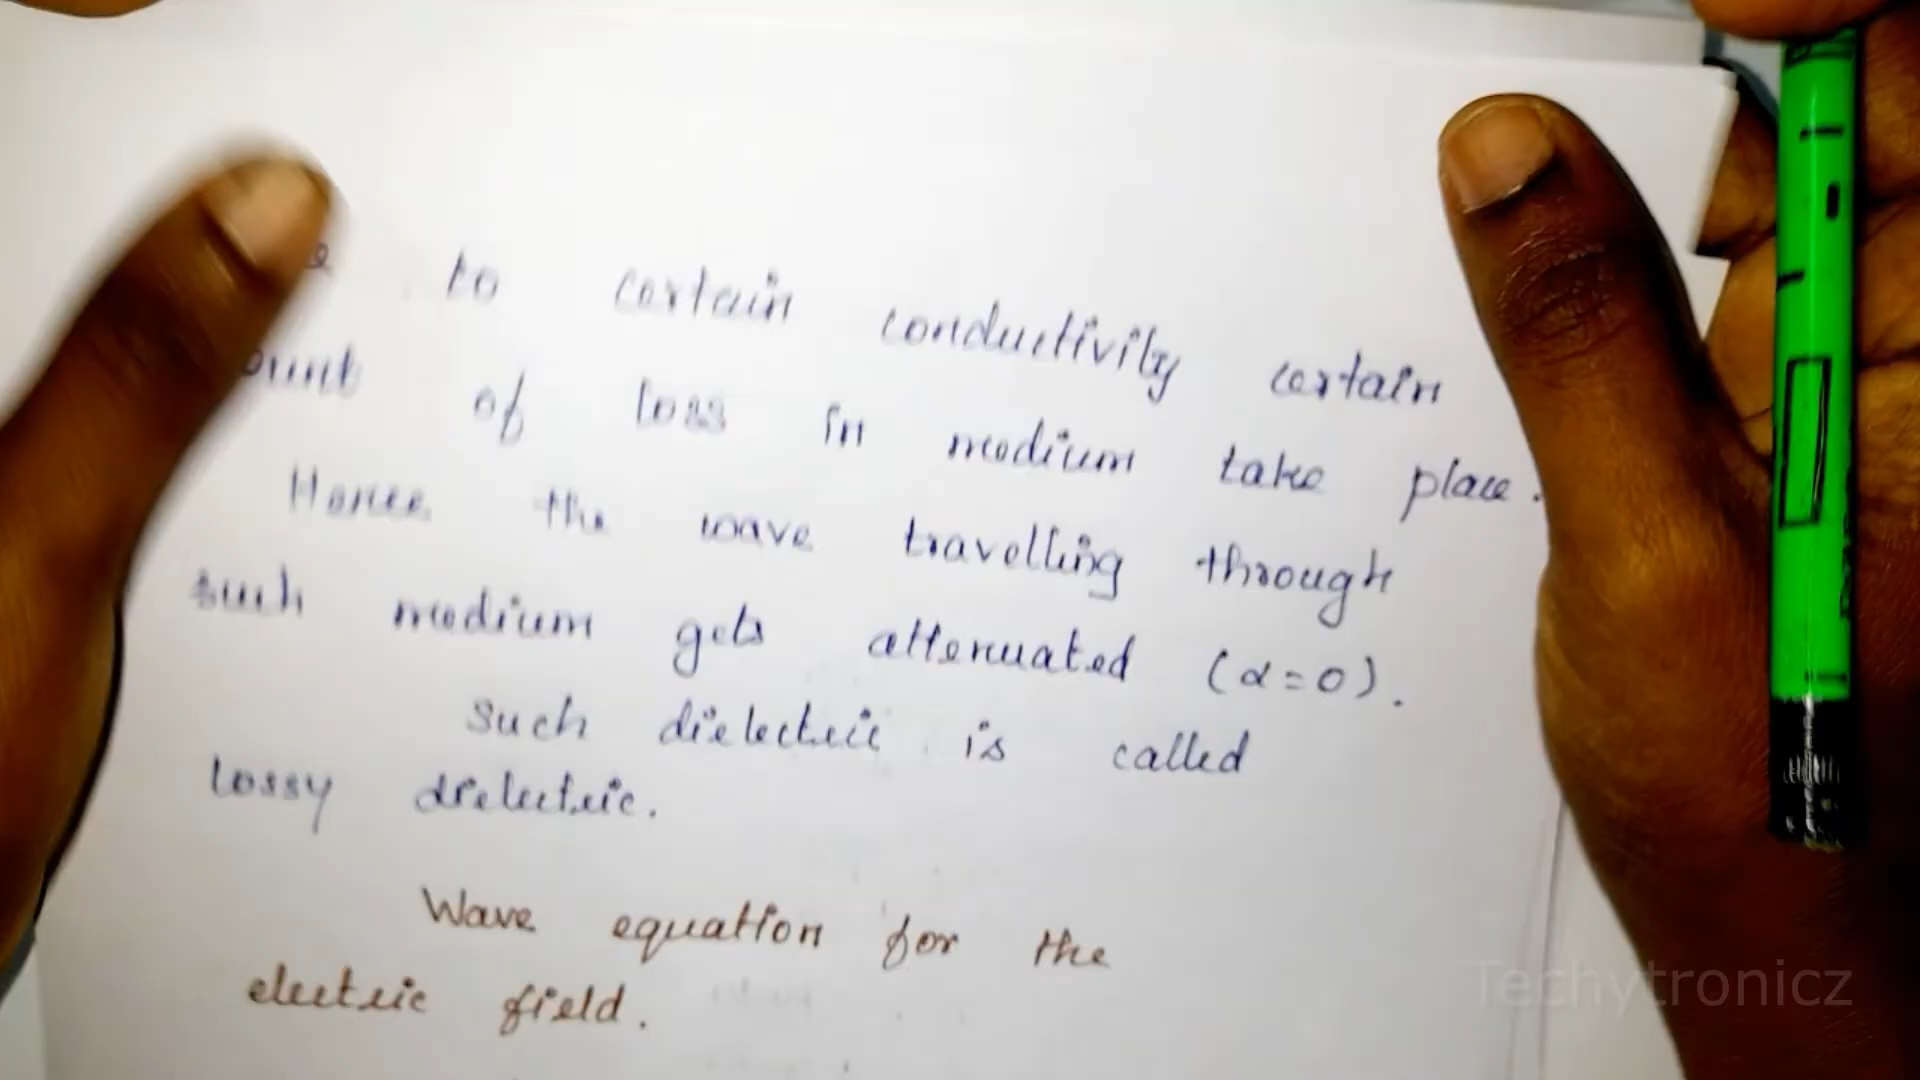 to certain conductivity certain
of loss in medium take place.
Hence the wave travelling through
such medium gets attenuated (α=0).
such dielectric is called
lossy dielectric.
Wave equation for the
electric field.
Techytronicz